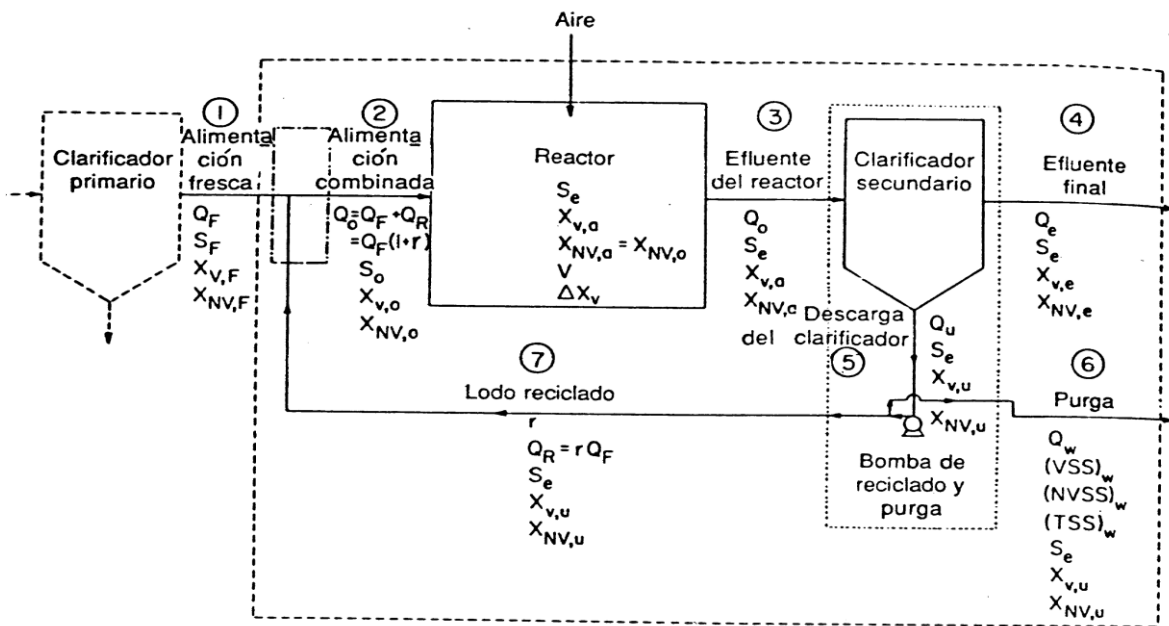 Aire
Clarificador
primario
①
Alimenta
ción
fresca
Q_F
S_F
X_V,F
X_NV,F
②
Alimenta
ción
combinada
Q_o=Q_F+Q_R
=Q_F(1+r)
S_o
X_v,o
X_NV,o
Reactor
S_e
X_v,a
X_NV,a = X_NV,o
V
ΔX_v
③
Efluente
del reactor
Q_o
S_e
X_v,a
X_NV,a
Clarificador
secundario
④
Efluente
final
Q_e
S_e
X_v,e
X_NV,e
Descarga
del clarificador
⑤
Q_u
S_e
X_v,u
X_NV,u
Bomba de
reciclado y
purga
⑥
Purga
Q_w
(VSS)_w
(NVSS)_w
(TSS)_w
S_e
X_v,u
X_NV,u
⑦
Lodo reciclado
r
Q_R = r Q_F
S_e
X_v,u
X_NV,u